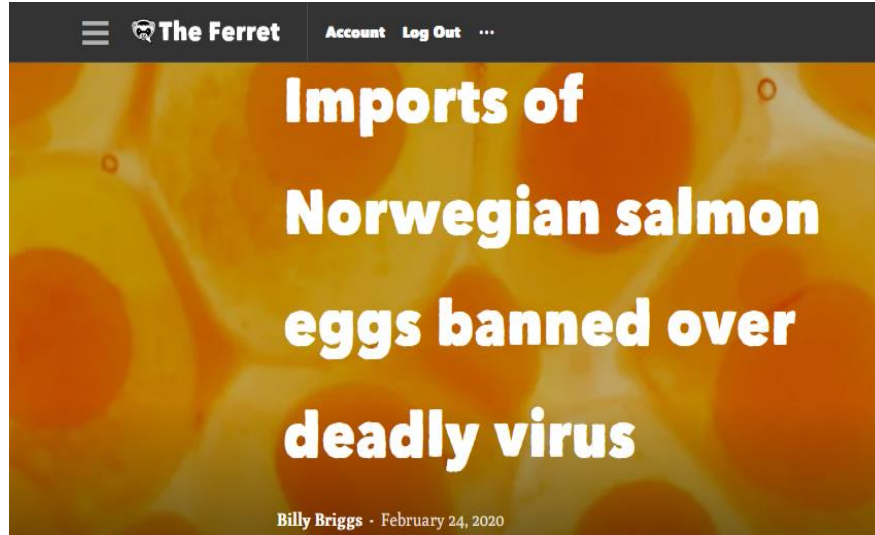 The Ferret Account Log Out ...
Imports of
Norwegian salmon
eggs banned over
deadly virus
Billy Briggs · February 24, 2020